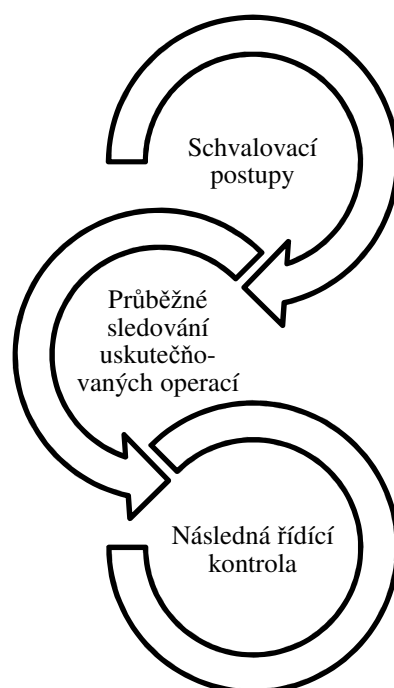 Schvalovací
postupy
Průběžné
sledování
uskutečňo-
vaných operací
Následná řídící
kontrola